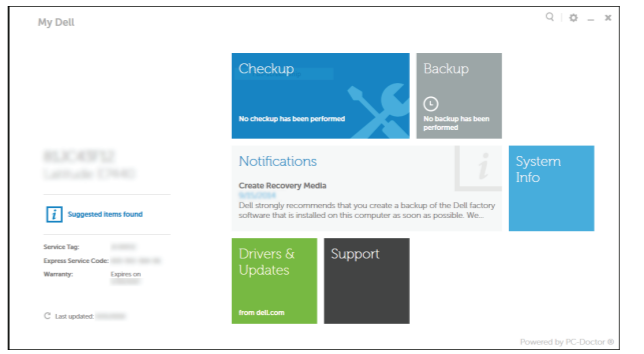 My Dell
Checkup
No checkup has been performed
Backup
No backup has been
performed
Notifications
Create Recovery Media
Dell strongly recommends that you create a backup of the Dell factory
software that is installed on this computer as soon as possible. We...
System
Info
Suggested items found
Service Tag:
Express Service Code:
Warranty: Expires on
Last updated:
Drivers &
Updates
from dell.com
Support
Powered by PC-Doctor ®